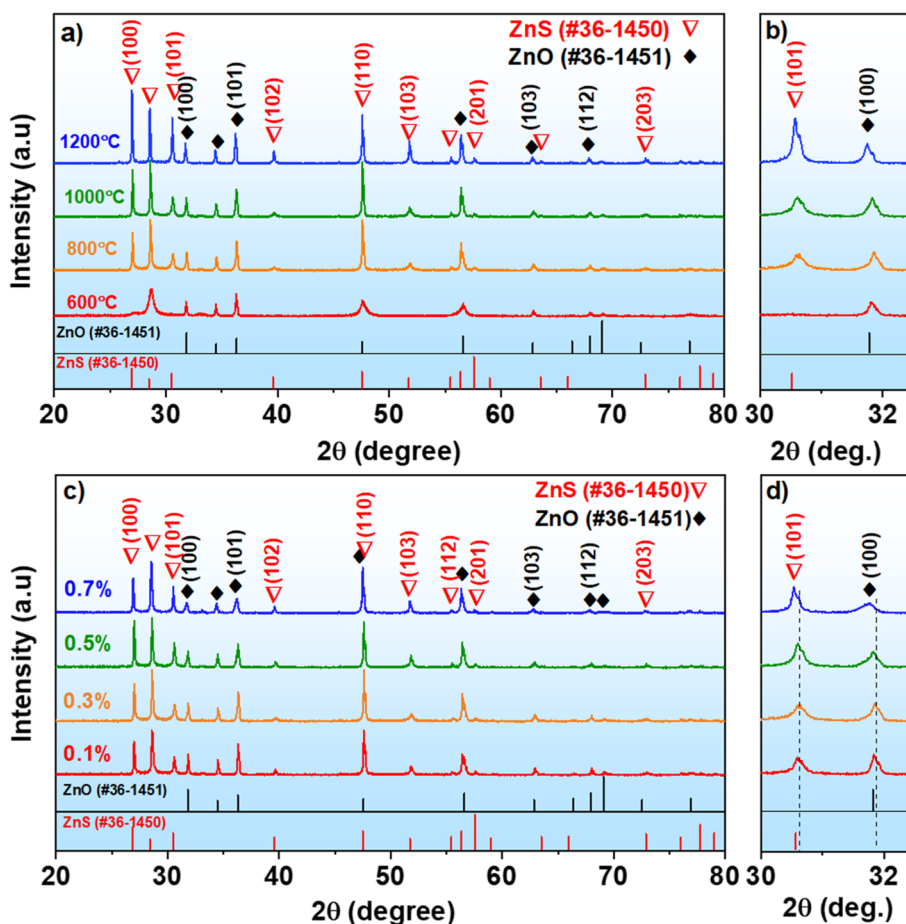 a)
ZnS (#36-1450) ▽
ZnO (#36-1451) ◆
(100)
(101)
(100)
(101)
(102)
(110)
(103)
(201)
(103)
(112)
(203)
1200°C
1000°C
800°C
600°C
ZnO (#36-1451)
ZnS (#36-1450)
Intensity (a.u)
20 30 40 50 60 70 80
2θ (degree)
b)
(101)
(100)
30 32
2θ (deg.)
c)
ZnS (#36-1450)▽
ZnO (#36-1451)◆
(100)
(101)
(100)
(101)
(102)
(110)
(103)
(112)
(201)
(103)
(112)
(203)
0.7%
0.5%
0.3%
0.1%
ZnO (#36-1451)
ZnS (#36-1450)
Intensity (a.u)
20 30 40 50 60 70 80
2θ (degree)
d)
(101)
(100)
30 32
2θ (deg.)